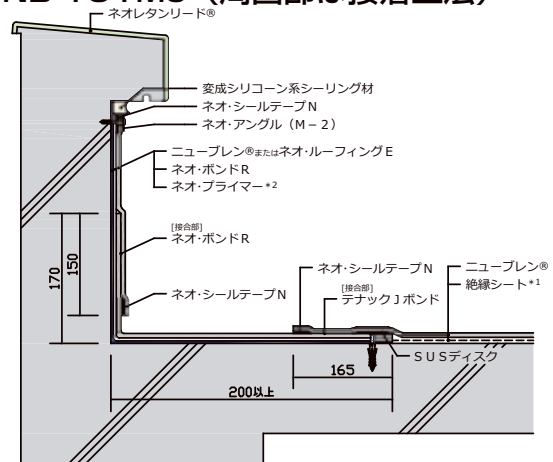 ネオレタンリード®
変成シリコーン系シーリング材
ネオ・シールテープN
ネオ・アングル（M−2）
ニューブレン®またはネオ・ルーフィングE
ネオ・ボンドR
ネオ・プライマー*2
[接合部]
ネオ・ボンドR
170
150
ネオ・シールテープN
ネオ・シールテープN
[接合部]
テナックJボンド
ニューブレン®
絶縁シート*1
SUSディスク
165
200以上